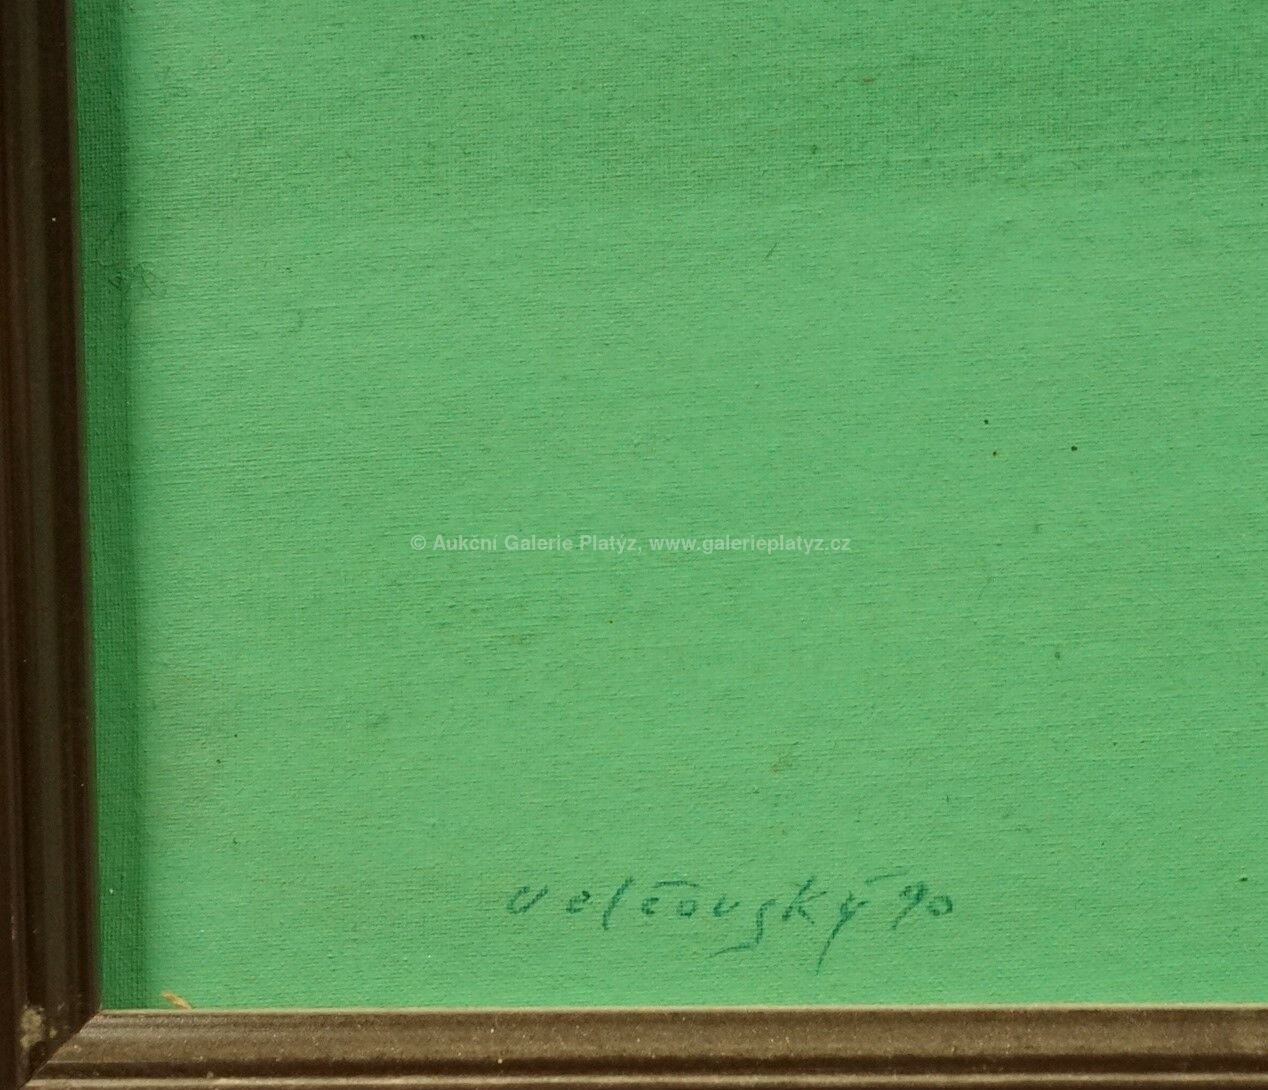 © Aukční Galerie Platýz, www.galerieplatyz.cz
velčovský 90